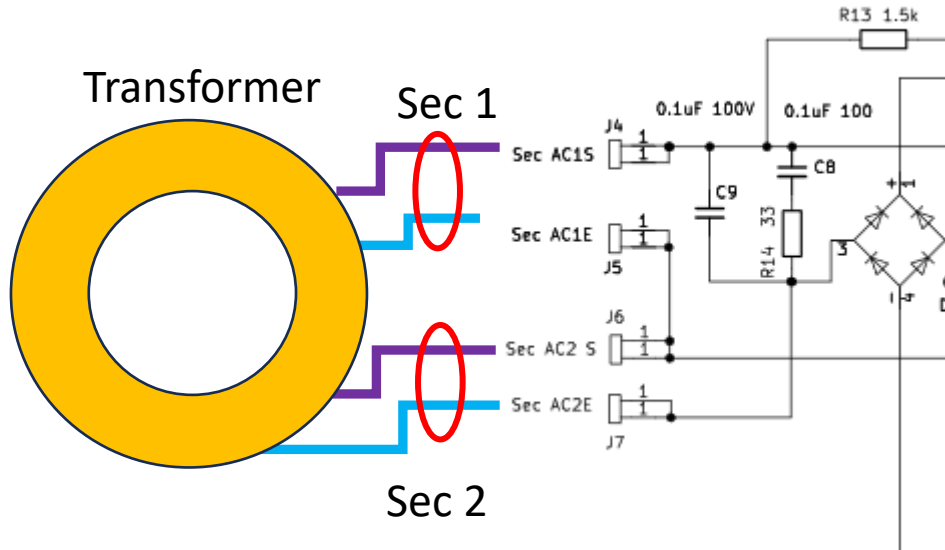 R13 1.5k
Transformer
Sec 1
0.1uF 100V
0.1uF 100
J4
1
1
Sec AC1S
C8
C9
33
R14
+
1
3
Sec AC1E
1
1
J5
J6
1
1
Sec AC2 S
Sec AC2E
1
1
J7
Sec 2